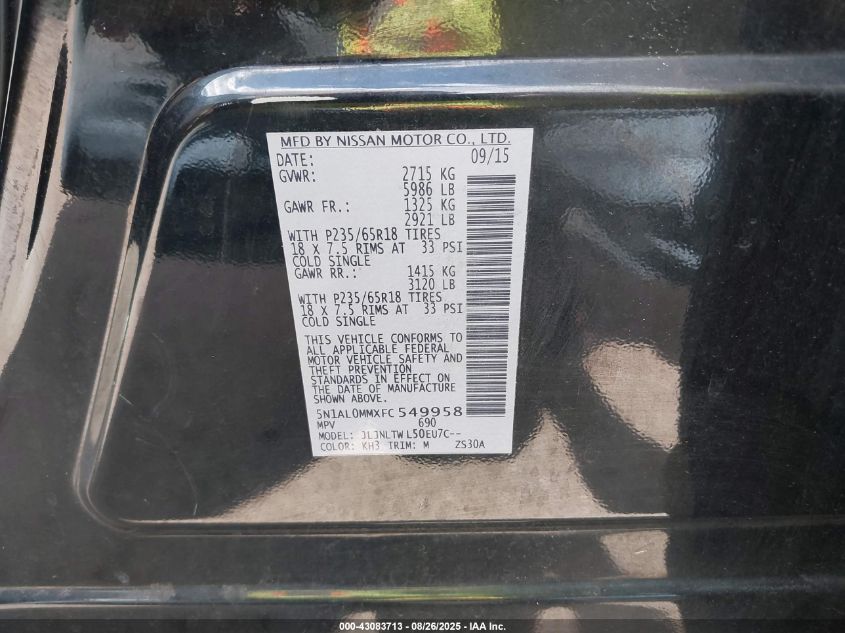 MFD BY NISSAN MOTOR CO., LTD.
DATE: 09/15
GVWR: 2715 KG
5986 LB
GAWR FR.: 1325 KG
2921 LB
WITH P235/65R18 TIRES
18 X 7.5 RIMS AT 33 PSI
COLD SINGLE
GAWR RR.: 1415 KG
3120 LB
WITH P235/65R18 TIRES
18 X 7.5 RIMS AT 33 PSI
COLD SINGLE
THIS VEHICLE CONFORMS TO
ALL APPLICABLE FEDERAL
MOTOR VEHICLE SAFETY AND
THEFT PREVENTION
STANDARDS IN EFFECT ON
THE DATE OF MANUFACTURE
SHOWN ABOVE.
5N1AL0MMXFC549958
MPV 690
MODEL: JLJNLTWL50EU7C--
COLOR: KH3 TRIM: M ZS30A
000-43083713 - 08/26/2025 - IAA Inc.